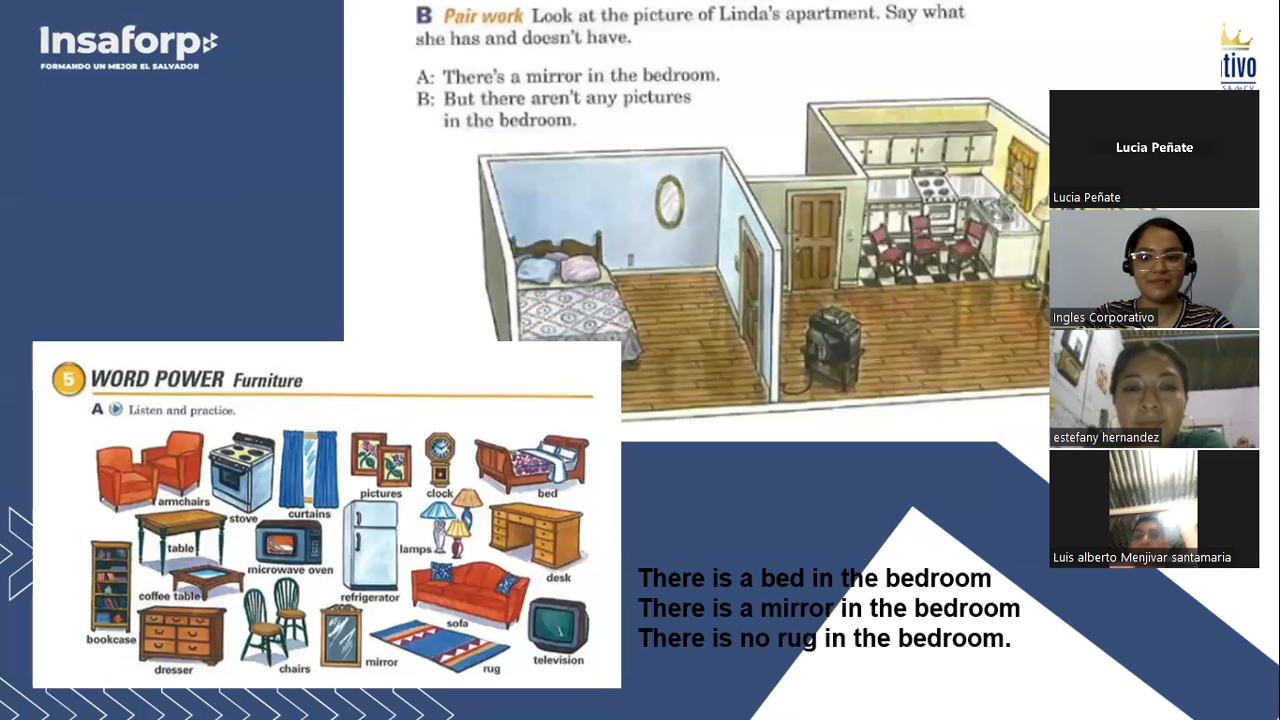 Insaforp
FORMANDO UN MEJOR EL SALVADOR
B Pair work Look at the picture of Linda's apartment. Say what
she has and doesn't have.
A: There's a mirror in the bedroom.
B: But there aren't any pictures
in the bedroom.
tivo
S.A. de C.V.
Lucia Peñate
Lucia Peñate
Ingles Corporativo
estefany hernandez
Luis alberto Menjivar santamaria
5 WORD POWER Furniture
A Listen and practice.
armchairs
stove
curtains
pictures
clock
bed
table
microwave oven
lamps
desk
coffee table
refrigerator
bookcase
sofa
dresser
chairs
mirror
rug
television
There is a bed in the bedroom
There is a mirror in the bedroom
There is no rug in the bedroom.